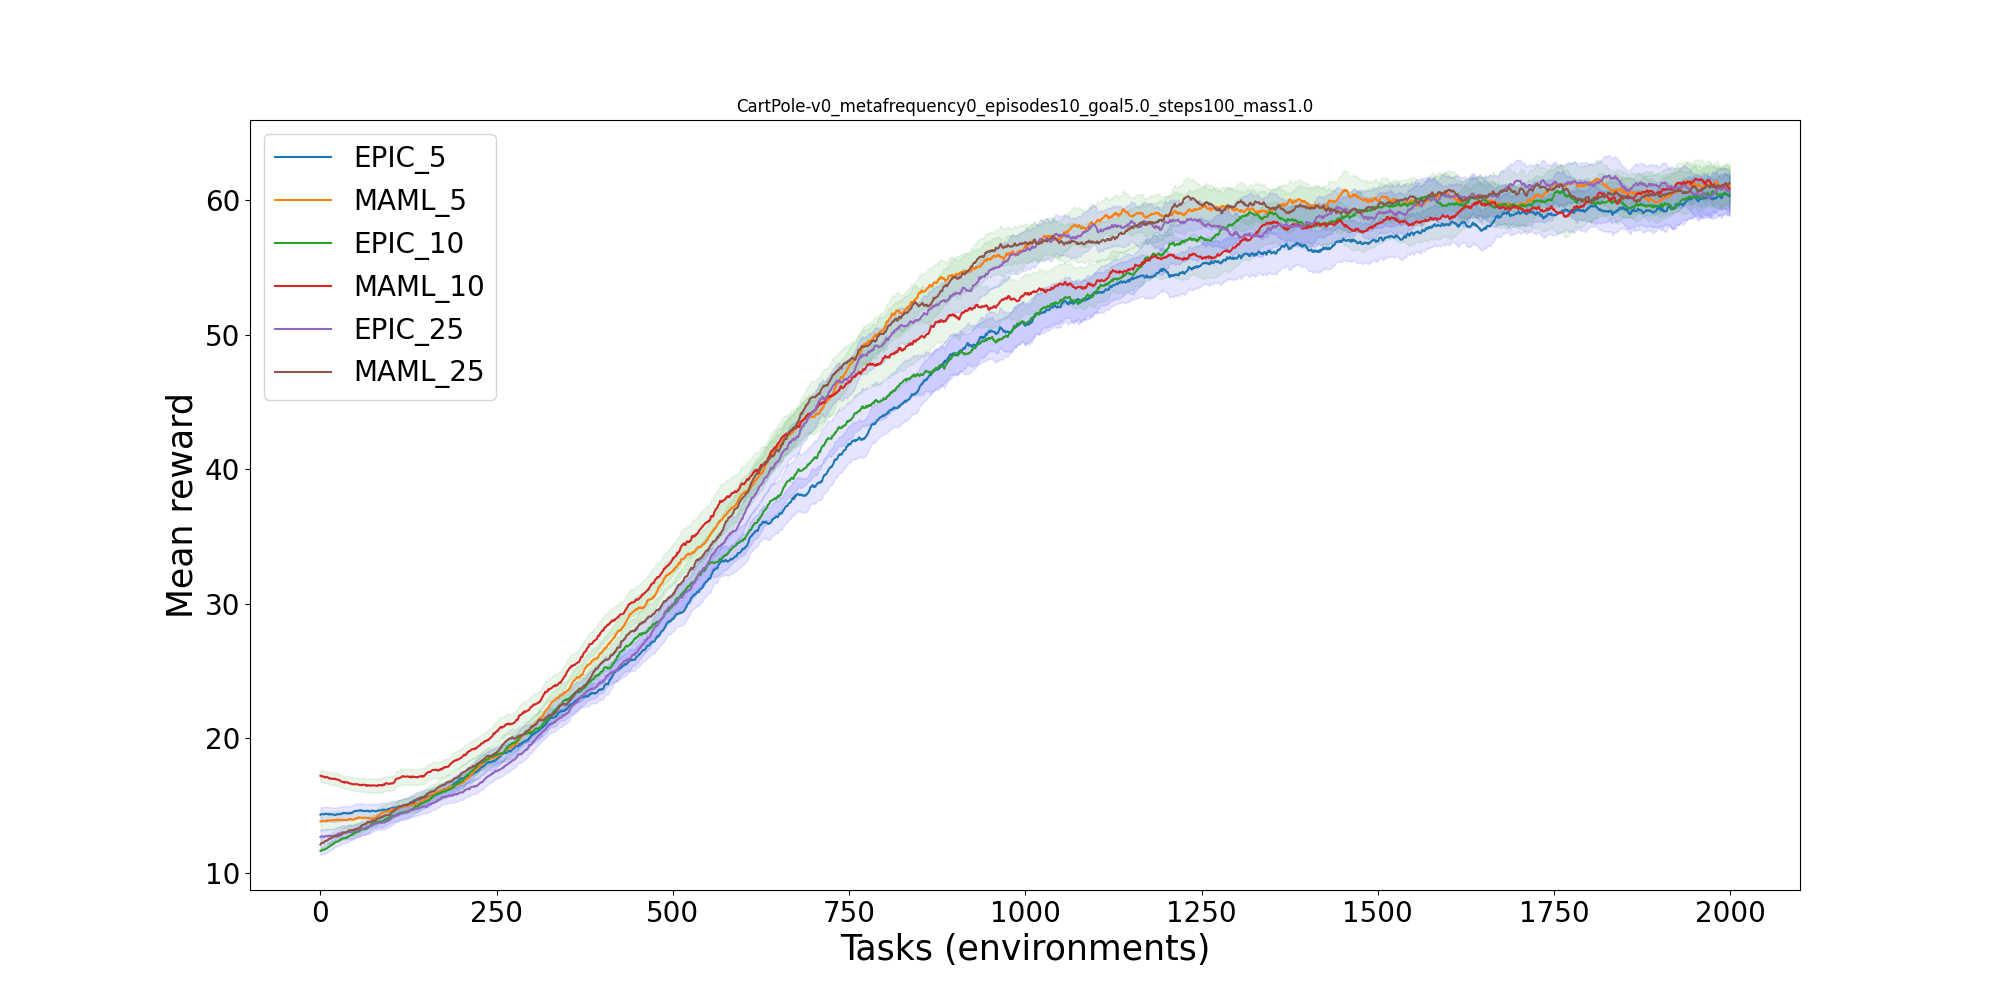 CartPole-v0_metafrequency0_episodes10_goal5.0_steps100_mass1.0
EPIC_5
MAML_5
EPIC_10
MAML_10
EPIC_25
MAML_25
Mean reward
60
50
40
30
20
10
0 250 500 750 1000 1250 1500 1750 2000
Tasks (environments)